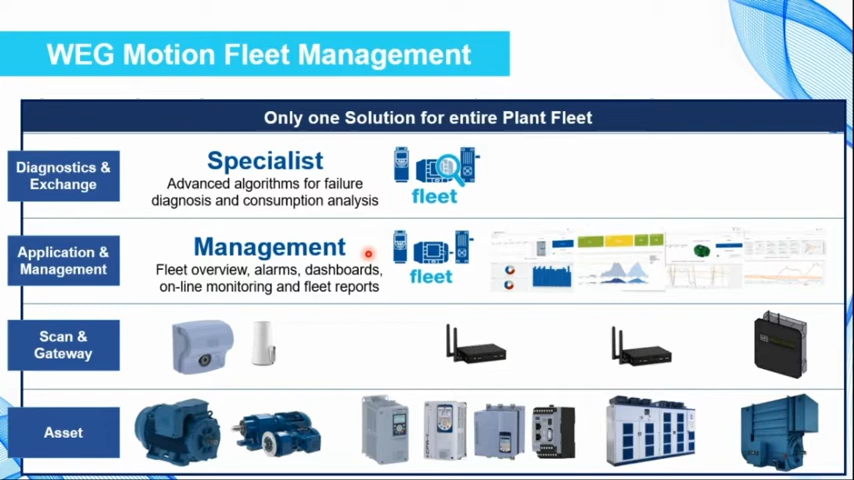 WEG Motion Fleet Management
Only one Solution for entire Plant Fleet
Diagnostics &
Exchange
Specialist
Advanced algorithms for failure
diagnosis and consumption analysis
fleet
Application &
Management
Management
Fleet overview, alarms, dashboards,
on-line monitoring and fleet reports
fleet
Scan &
Gateway
Asset